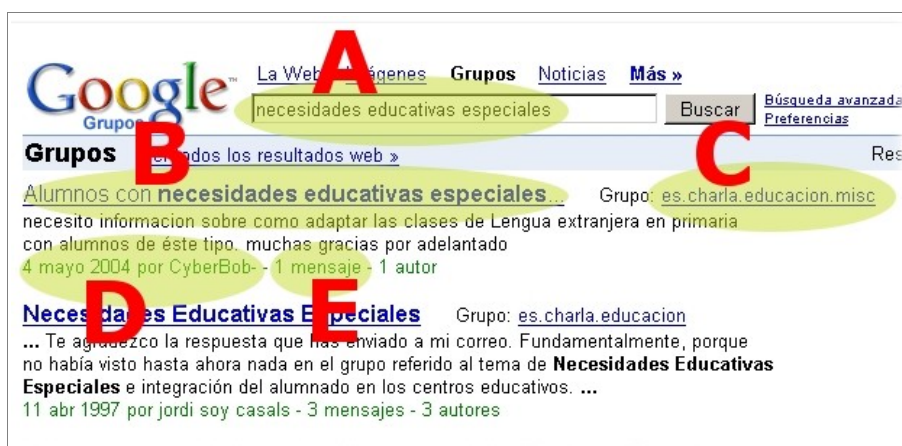 A
Google™ La Web Imágenes Grupos Noticias Más »
Grupos
necesidades educativas especiales Buscar Búsqueda avanzada
Preferencias
B C
Grupos todos los resultados web » Res
Alumnos con necesidades educativas especiales... Grupo: es.charla.educacion.misc
necesito informacion sobre como adaptar las clases de Lengua extranjera en primaria
con alumnos de éste tipo. muchas gracias por adelantado
4 mayo 2004 por CyberBob- - 1 mensaje - 1 autor
D E
Necesidades Educativas Especiales Grupo: es.charla.educacion
... Te agradezco la respuesta que has enviado a mi correo. Fundamentalmente, porque
no había visto hasta ahora nada en el grupo referido al tema de Necesidades Educativas
Especiales e integración del alumnado en los centros educativos. ...
11 abr 1997 por jordi soy casals - 3 mensajes - 3 autores